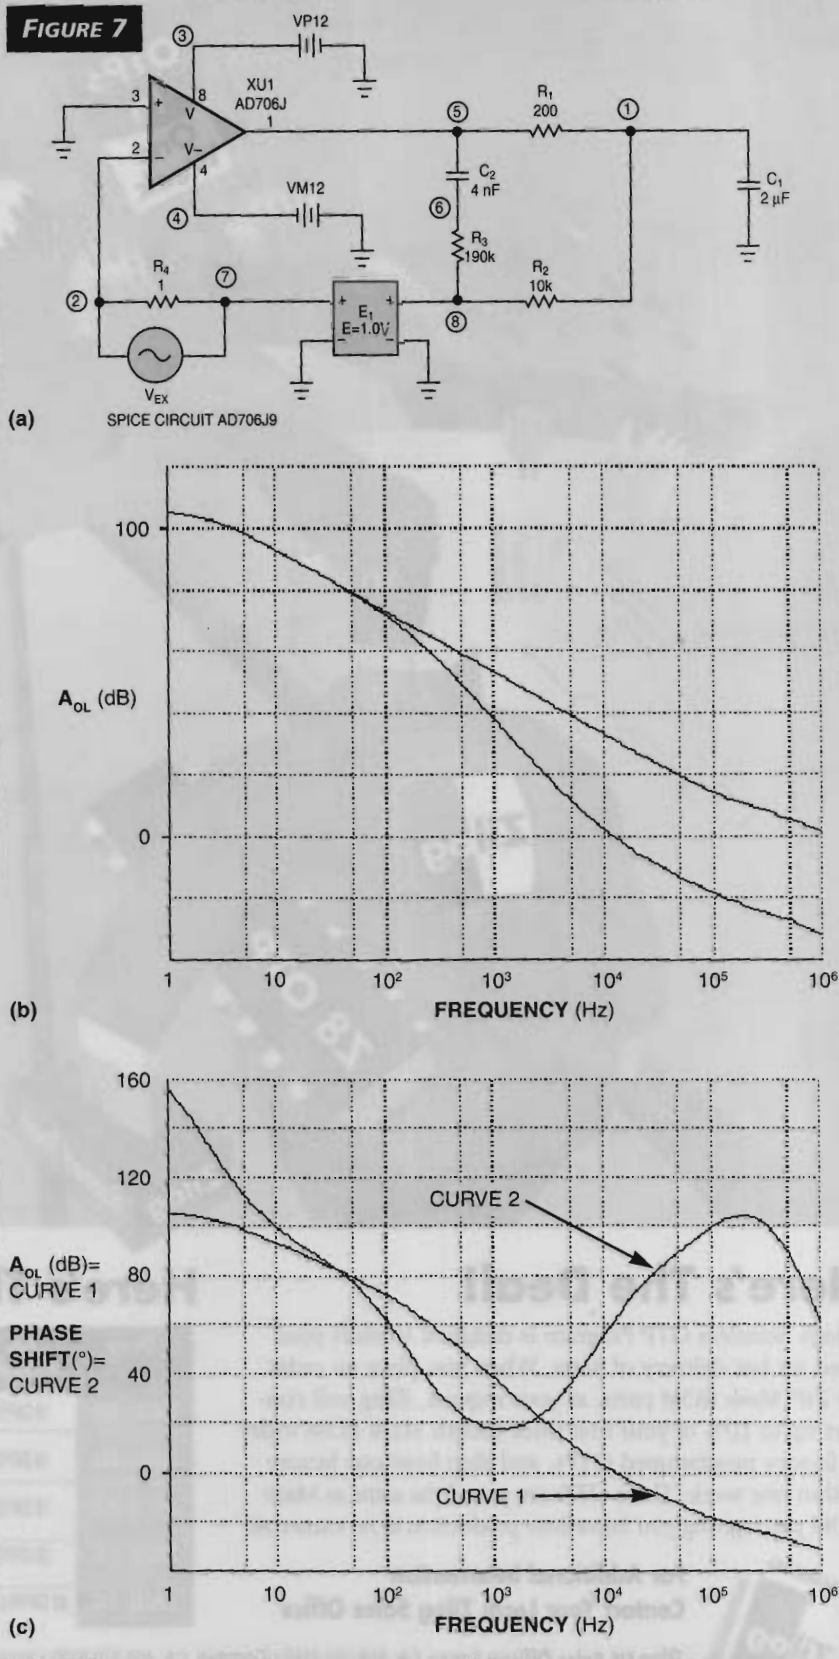 FIGURE 7
3
VP12
XU1
AD706J
3
+
8
V
1
5
R1
200
1
2
−
V−
4
C2
4 nF
C1
2 µF
4
VM12
6
R3
190k
R4
1
7
2
+
+
E1
E=1.0V
−
−
8
R2
10k
VEX
(a)
SPICE CIRCUIT AD706J9
100
AOL (dB)
0
1 10 10² 10³ 10⁴ 10⁵ 10⁶
(b)
FREQUENCY (Hz)
160
120
CURVE 2
AOL (dB)=
CURVE 1
80
PHASE
SHIFT(°)=
CURVE 2
40
0
CURVE 1
1 10 10² 10³ 10⁴ 10⁵ 10⁶
(c)
FREQUENCY (Hz)